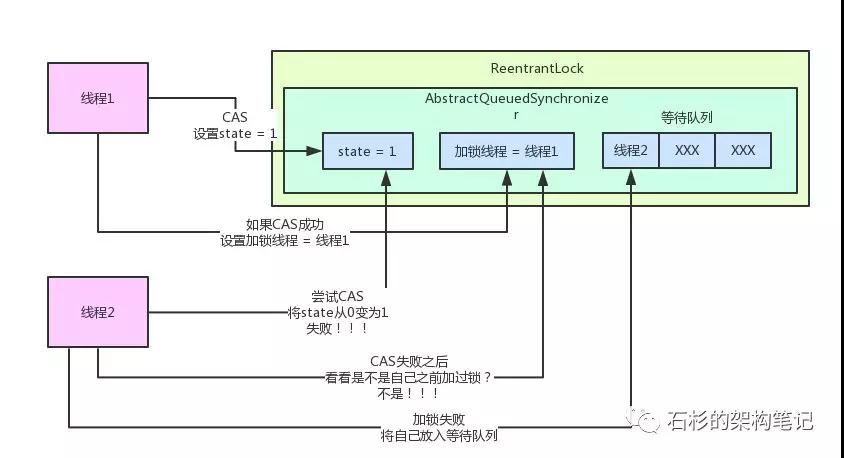 ReentrantLock
线程1
AbstractQueuedSynchronize
r
CAS
设置state = 1
等待队列
state = 1
加锁线程 = 线程1
线程2
XXX
XXX
如果CAS成功
设置加锁线程 = 线程1
线程2
尝试CAS
将state从0变为1
失败！！！
CAS失败之后
看看是不是自己之前加过锁？
不是！！！
加锁失败
将自己放入等待队列
石杉的架构笔记